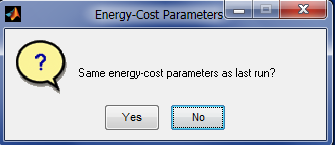 Energy-Cost Parameters
?
Same energy-cost parameters as last run?
Yes No